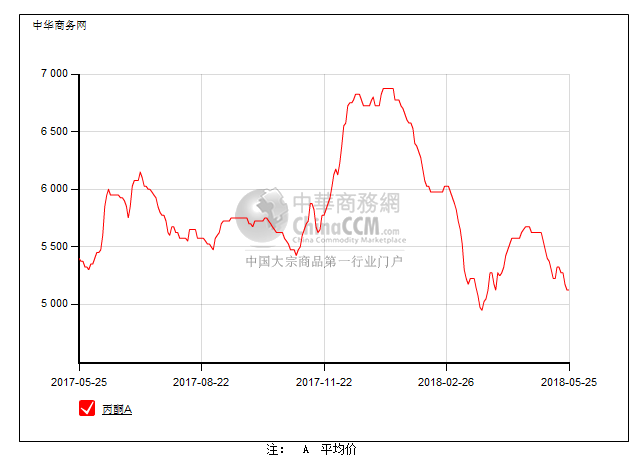 中华商务网
7 000
6 500
6 000
5 500
5 000
中華商務網
ChinaCCM.com
China Commodity Marketplace
中国大宗商品第一行业门户
2017-05-25 2017-08-22 2017-11-22 2018-02-26 2018-05-25
丙酮A
注： A 平均价